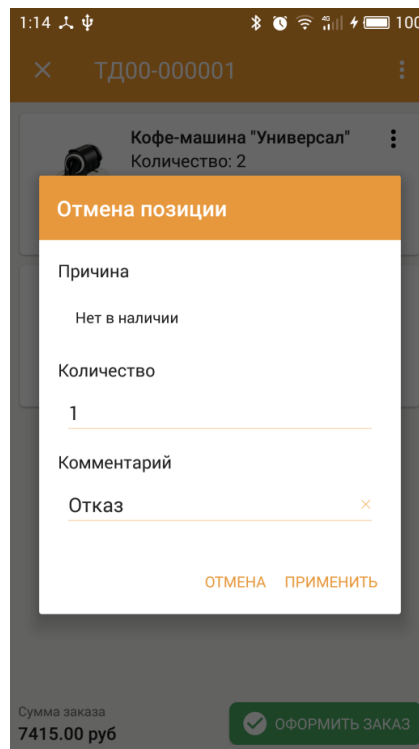 1:14 100
ТД00-000001
Кофе-машина "Универсал"
Количество: 2
Отмена позиции
Причина
Нет в наличии
Количество
1
Комментарий
Отказ
ОТМЕНА ПРИМЕНИТЬ
Сумма заказа
7415.00 руб
ОФОРМИТЬ ЗАКАЗ